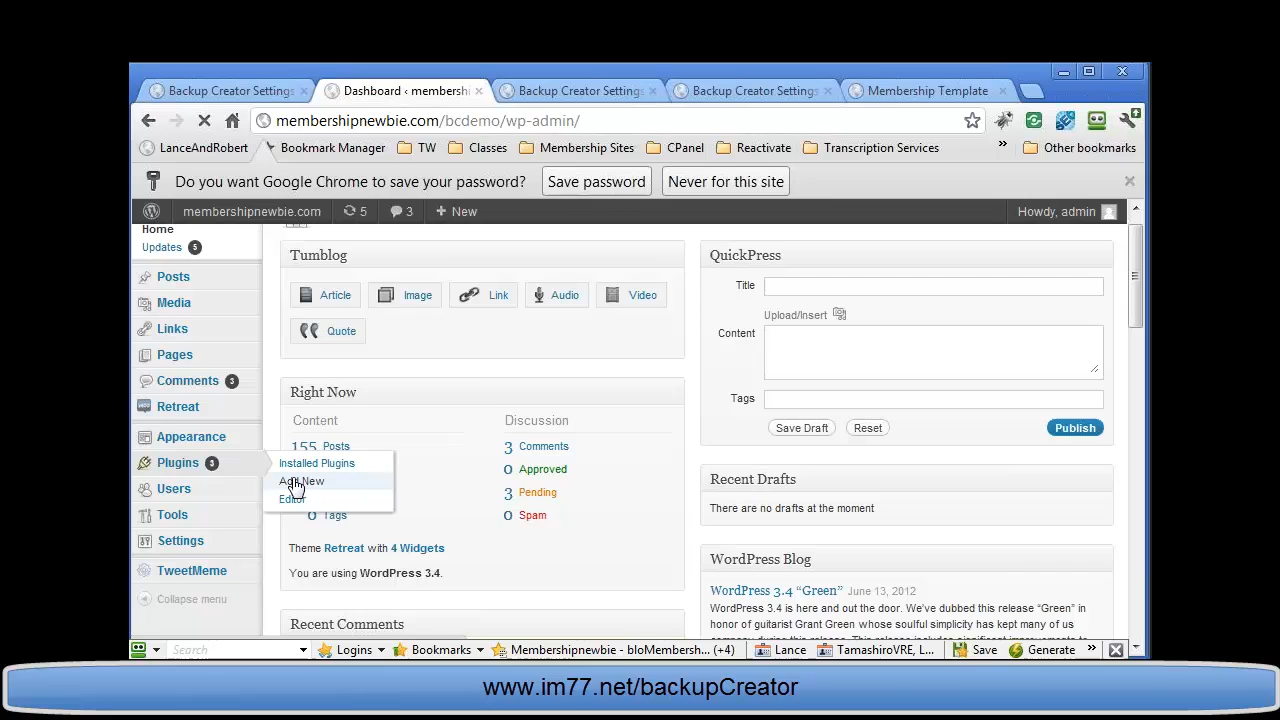 Backup Creator Settings
Dashboard ‹ membershi
Backup Creator Settings
Backup Creator Settings
Membership Template
membershipnewbie.com/bcdemo/wp-admin/
LanceAndRobert
Bookmark Manager
TW
Classes
Membership Sites
CPanel
Reactivate
Transcription Services
»
Other bookmarks
Do you want Google Chrome to save your password?
Save password
Never for this site
membershipnewbie.com
5
3
+ New
Howdy, admin
Home
Updates 5
Posts
Media
Links
Pages
Comments 3
Retreat
Appearance
Plugins 3
Users
Tools
Settings
TweetMeme
Collapse menu
Installed Plugins
Add New
Editor
Tumblog
Article
Image
Link
Audio
Video
Quote
Right Now
Content
Discussion
155 Posts
3 Comments
0 Approved
3 Pending
0 Tags
0 Spam
Theme Retreat with 4 Widgets
You are using WordPress 3.4.
Recent Comments
QuickPress
Title
Upload/Insert
Content
Tags
Save Draft
Reset
Publish
Recent Drafts
There are no drafts at the moment
WordPress Blog
WordPress 3.4 “Green” June 13, 2012
WordPress 3.4 is here and out the door. We’ve dubbed this release “Green” in
honor of guitarist Grant Green whose soulful simplicity has kept many of us
Search
Logins
Bookmarks
Membershipnewbie - bloMembersh... (+4)
Lance
TamashiroVRE, L...
Save
Generate
»
www.im77.net/backupCreator